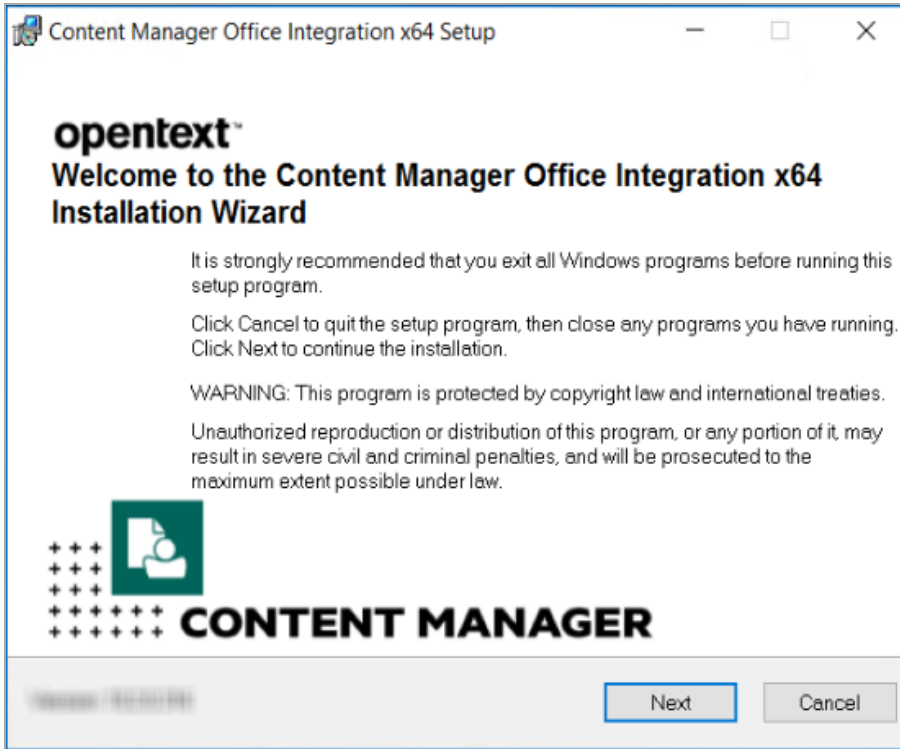 Content Manager Office Integration x64 Setup
opentext™
Welcome to the Content Manager Office Integration x64
Installation Wizard
It is strongly recommended that you exit all Windows programs before running this
setup program.
Click Cancel to quit the setup program, then close any programs you have running.
Click Next to continue the installation.
WARNING: This program is protected by copyright law and international treaties.
Unauthorized reproduction or distribution of this program, or any portion of it, may
result in severe civil and criminal penalties, and will be prosecuted to the
maximum extent possible under law.
CONTENT MANAGER
Next Cancel